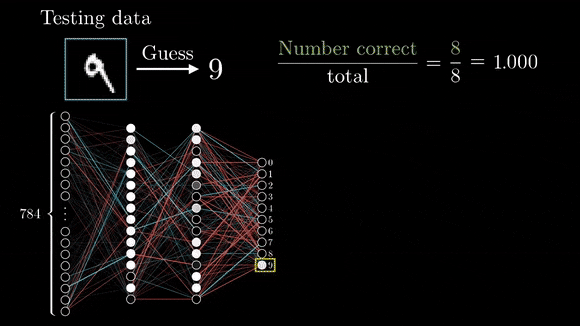 Testing data
Guess
9
Number correct
total
= 8/8 = 1.000
784
0
1
2
3
4
5
6
7
8
9